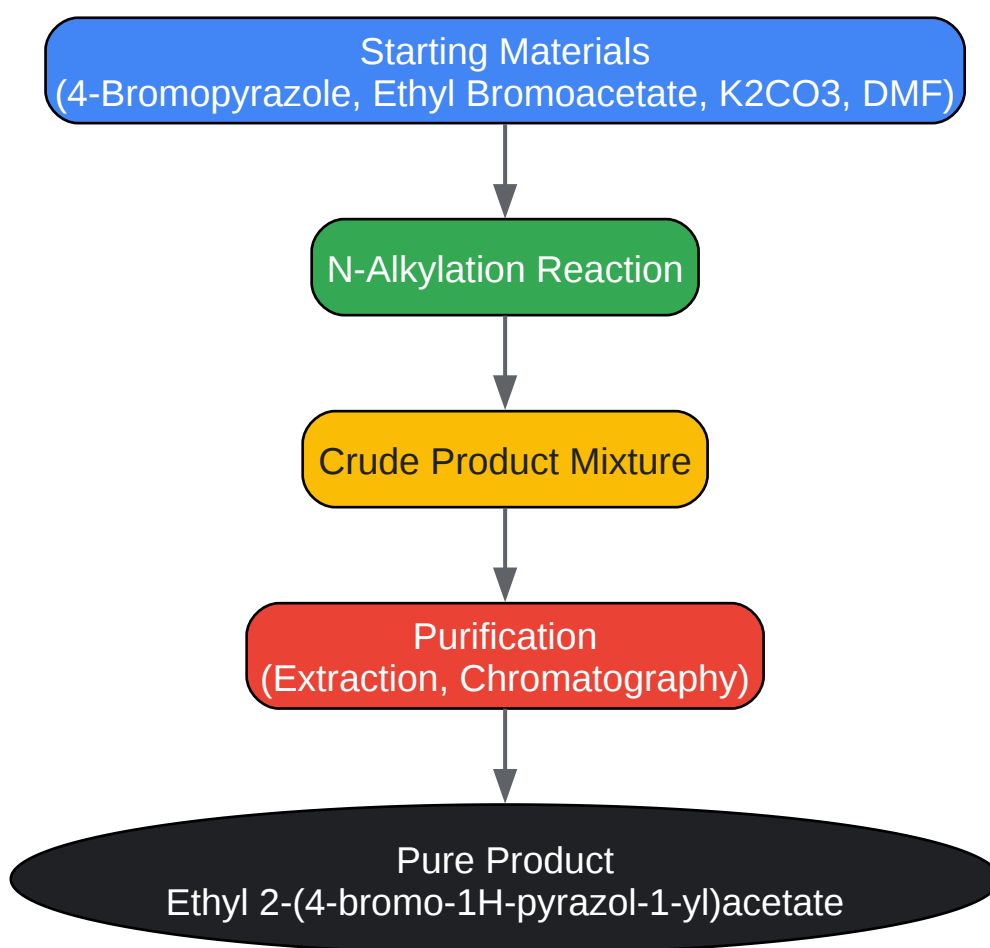 Starting Materials
(4-Bromopyrazole, Ethyl Bromoacetate, K2CO3, DMF)
N-Alkylation Reaction
Crude Product Mixture
Purification
(Extraction, Chromatography)
Pure Product
Ethyl 2-(4-bromo-1H-pyrazol-1-yl)acetate